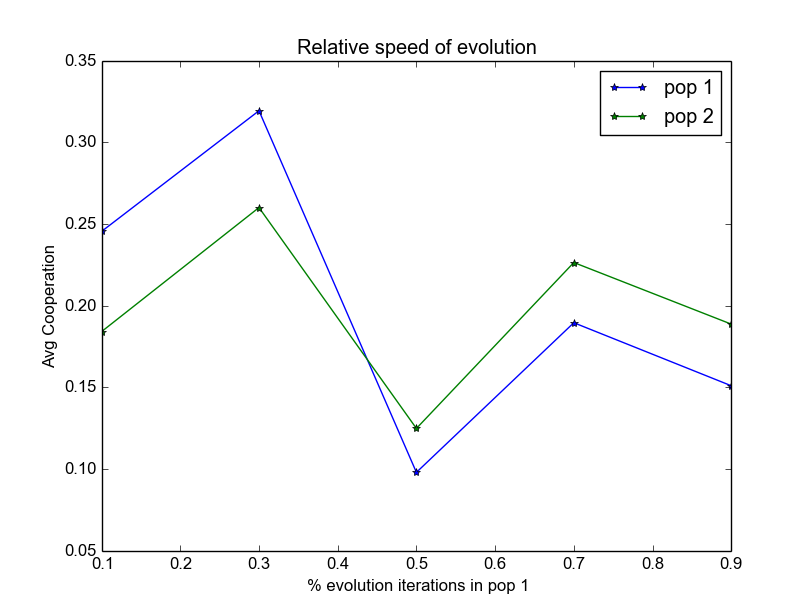 Relative speed of evolution
pop 1
pop 2
Avg Cooperation
0.35
0.30
0.25
0.20
0.15
0.10
0.05
0.1 0.2 0.3 0.4 0.5 0.6 0.7 0.8 0.9
% evolution iterations in pop 1